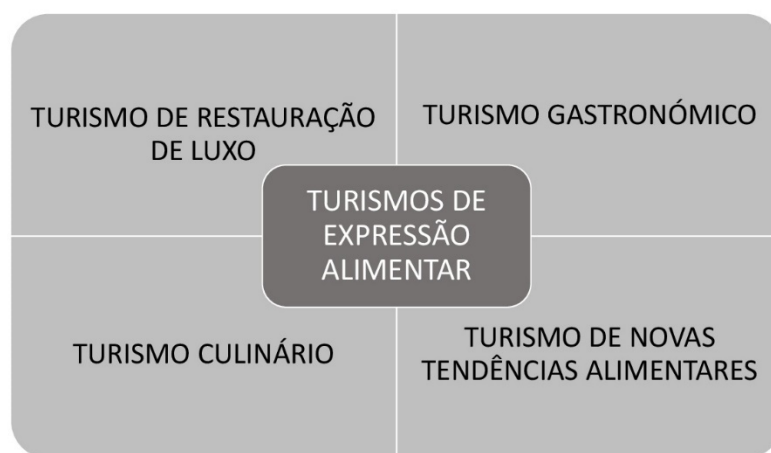 TURISMO DE RESTAURAÇÃO
DE LUXO
TURISMO GASTRONÓMICO
TURISMOS DE
EXPRESSÃO
ALIMENTAR
TURISMO CULINÁRIO
TURISMO DE NOVAS
TENDÊNCIAS ALIMENTARES